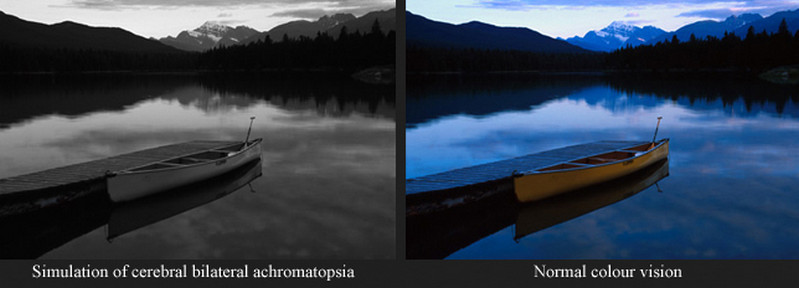 Simulation of cerebral bilateral achromatopsia
Normal colour vision